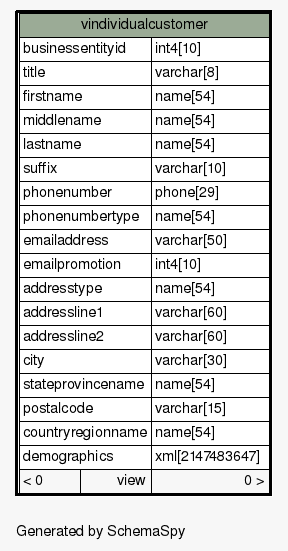 vindividualcustomer
businessentityid int4[10]
title varchar[8]
firstname name[54]
middlename name[54]
lastname name[54]
suffix varchar[10]
phonenumber phone[29]
phonenumbertype name[54]
emailaddress varchar[50]
emailpromotion int4[10]
addresstype name[54]
addressline1 varchar[60]
addressline2 varchar[60]
city varchar[30]
stateprovincename name[54]
postalcode varchar[15]
countryregionname name[54]
demographics xml[2147483647]
< 0 view 0 >
Generated by SchemaSpy